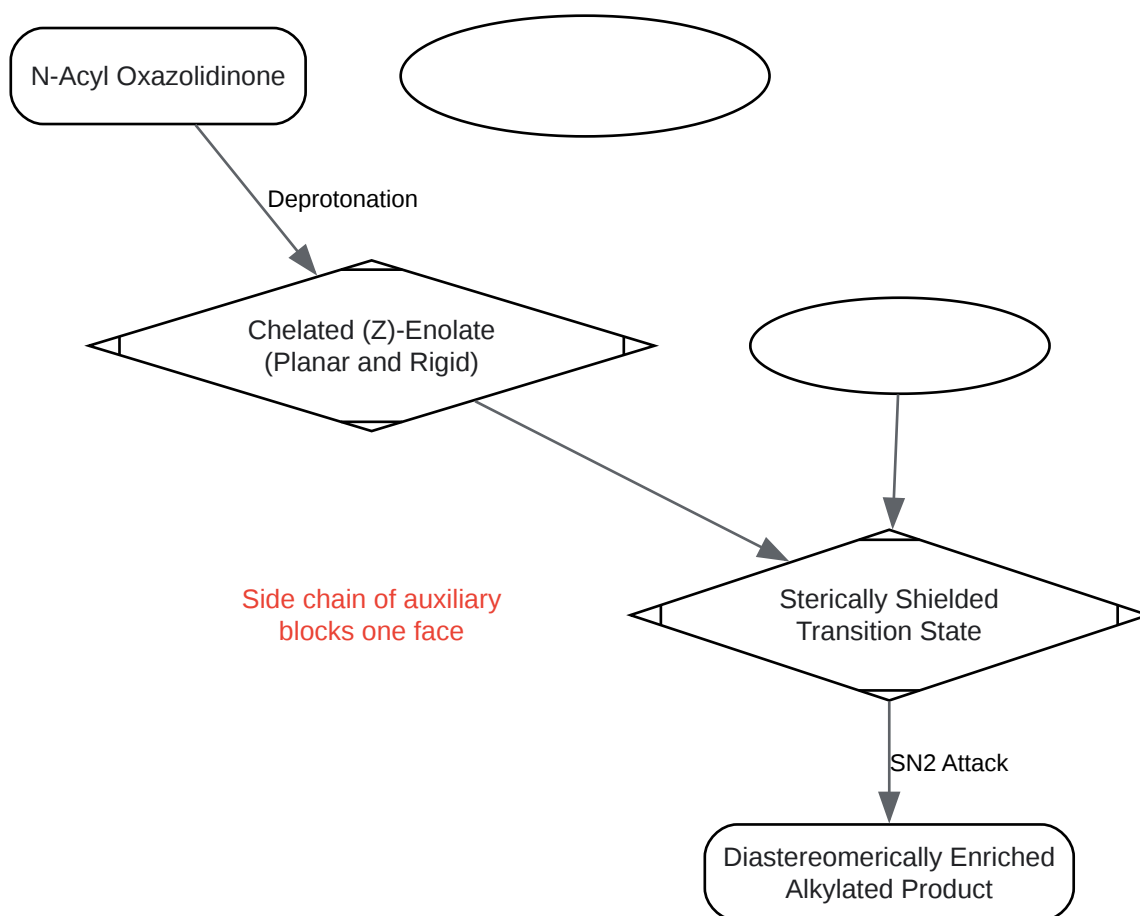 N-Acyl Oxazolidinone
Deprotonation
Chelated (Z)-Enolate
(Planar and Rigid)
Side chain of auxiliary
blocks one face
Sterically Shielded
Transition State
SN2 Attack
Diastereomerically Enriched
Alkylated Product